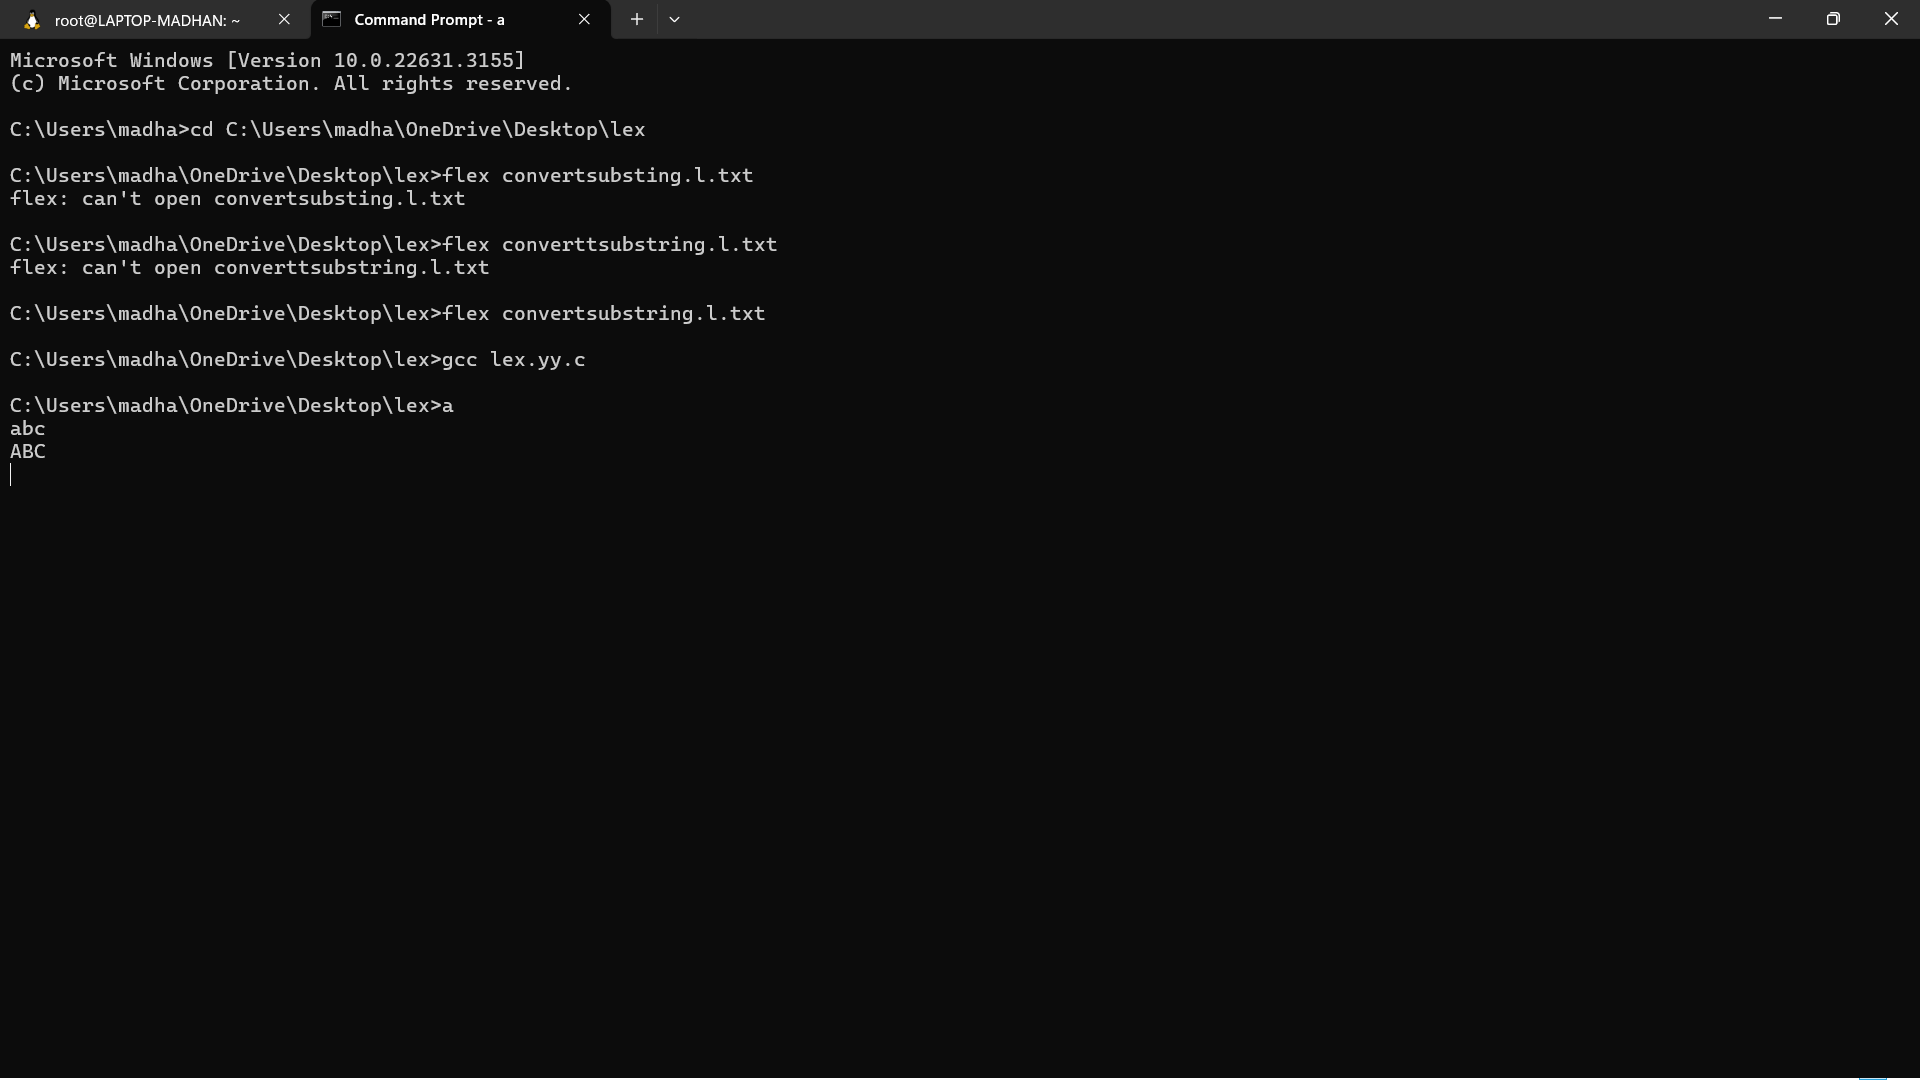 root@LAPTOP-MADHAN: ~
Command Prompt - a
Microsoft Windows [Version 10.0.22631.3155]
(c) Microsoft Corporation. All rights reserved.
C:\Users\madha>cd C:\Users\madha\OneDrive\Desktop\lex
C:\Users\madha\OneDrive\Desktop\lex>flex convertsubsting.l.txt
flex: can't open convertsubsting.l.txt
C:\Users\madha\OneDrive\Desktop\lex>flex converttsubstring.l.txt
flex: can't open converttsubstring.l.txt
C:\Users\madha\OneDrive\Desktop\lex>flex convertsubstring.l.txt
C:\Users\madha\OneDrive\Desktop\lex>gcc lex.yy.c
C:\Users\madha\OneDrive\Desktop\lex>a
abc
ABC